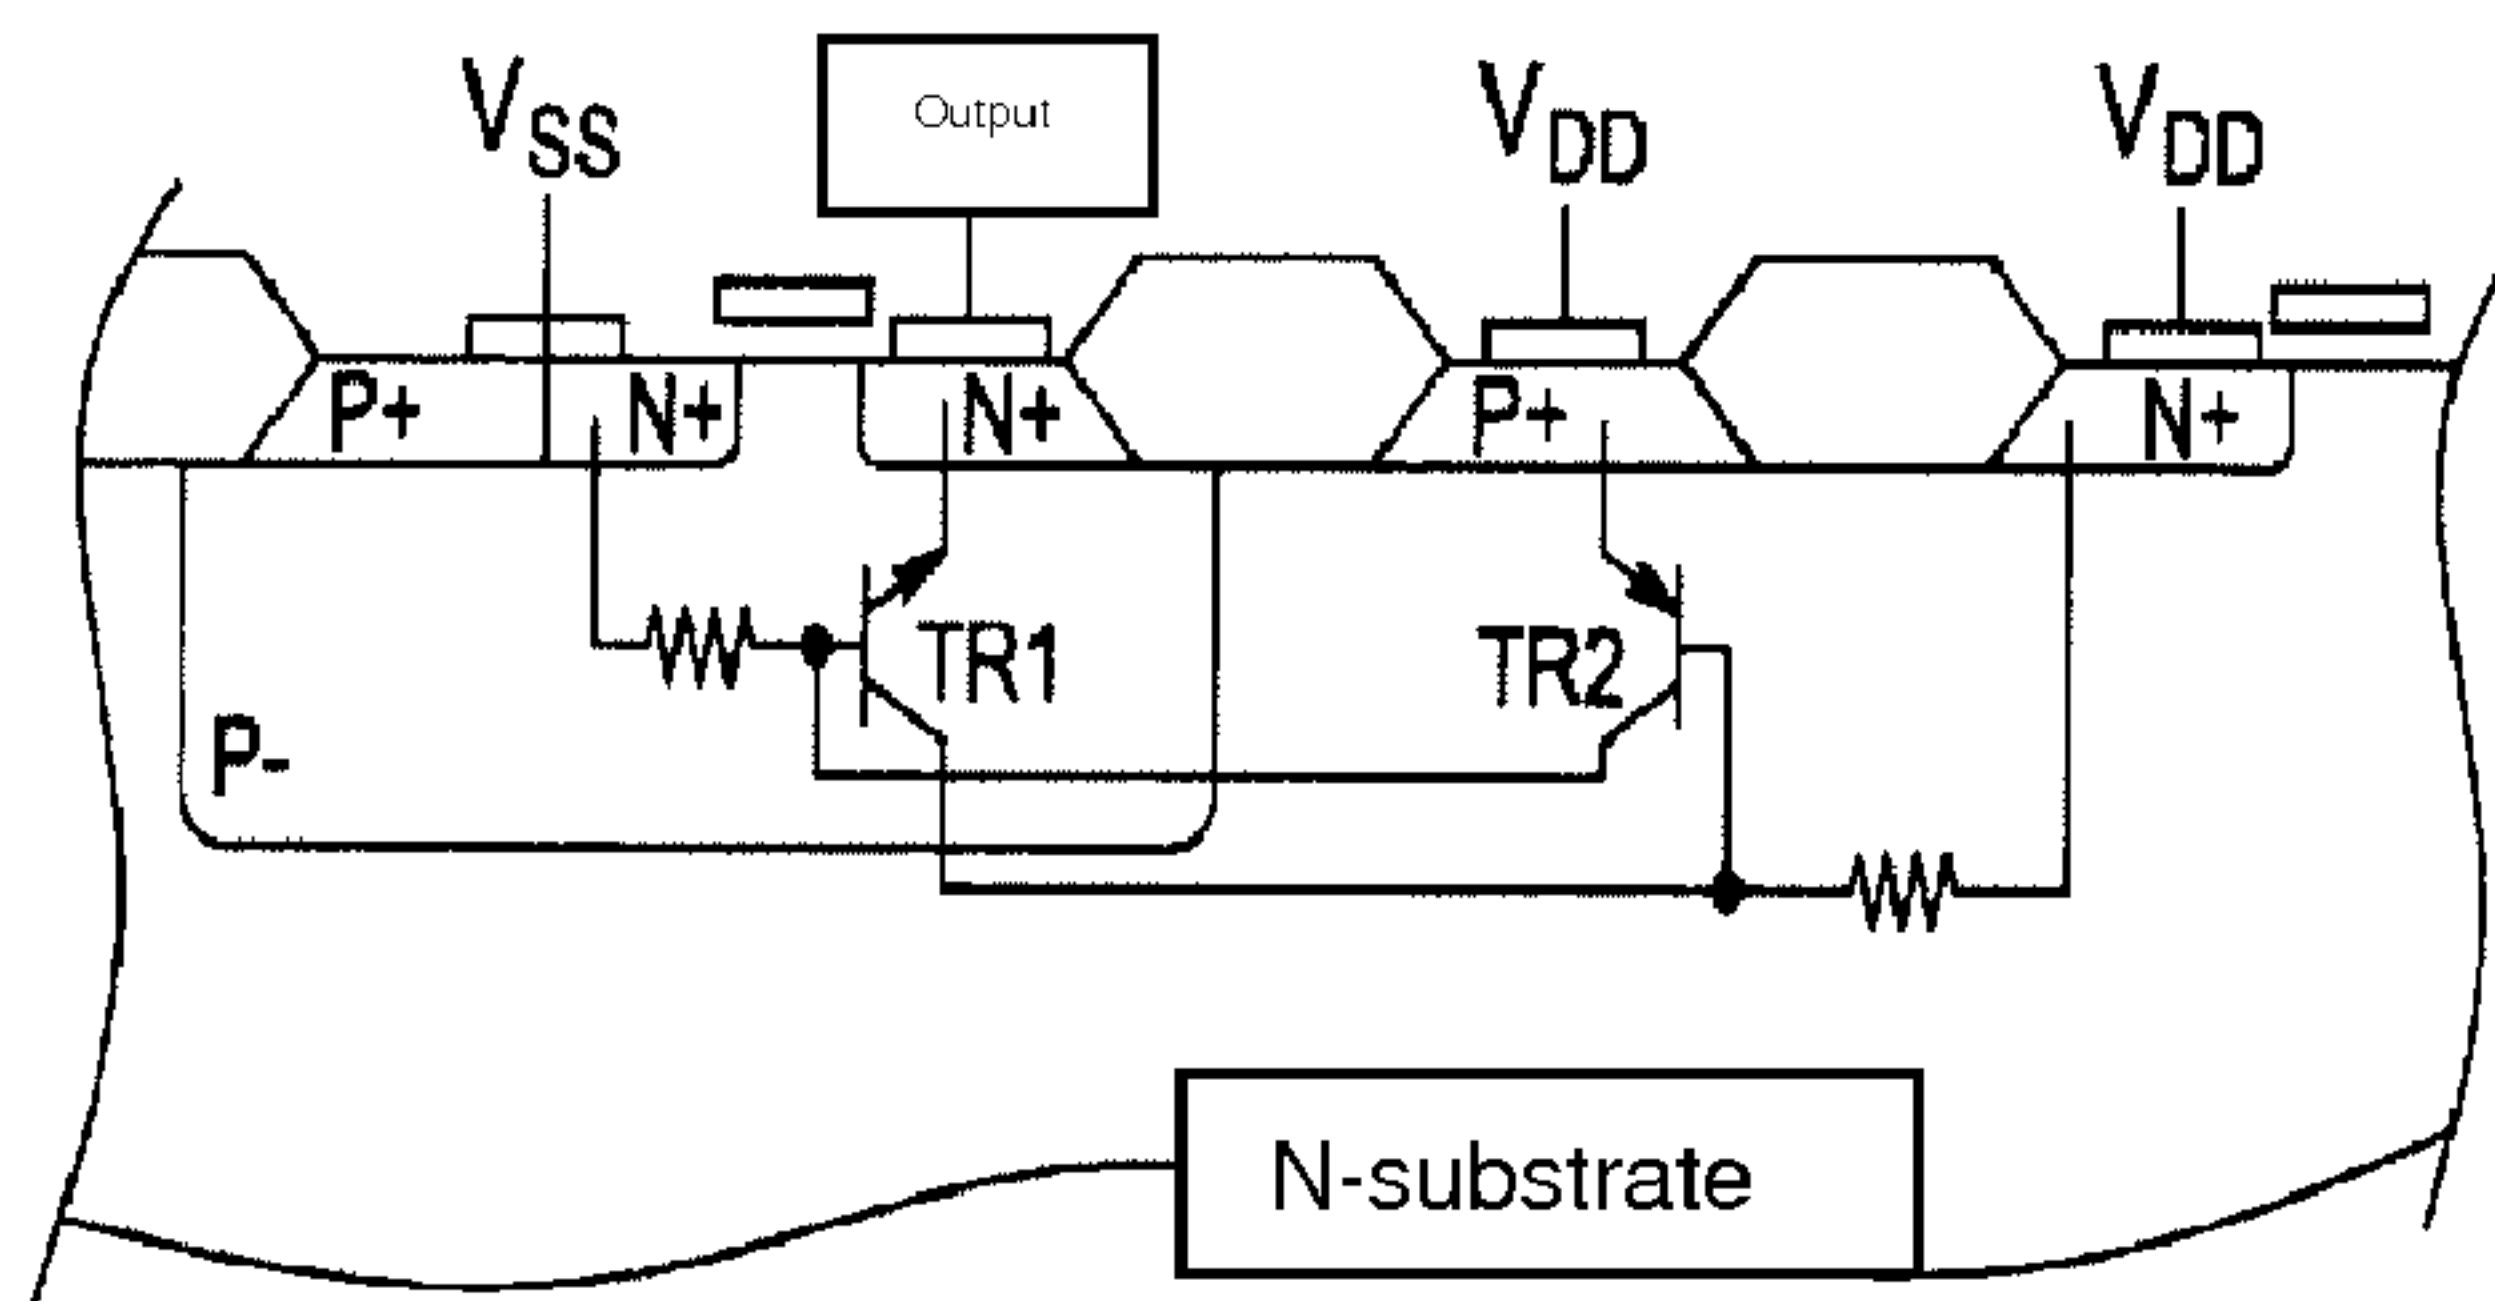 VSS
Output
VDD
VDD
P+
N+
N+
P+
N+
TR1
TR2
P-
N-substrate